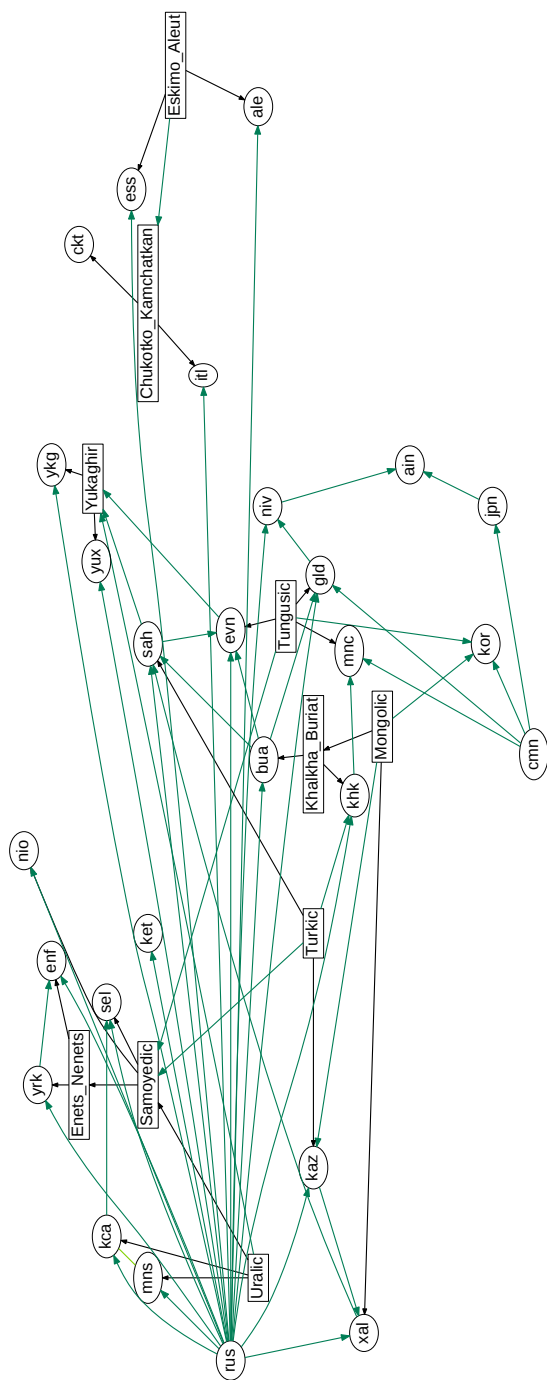 Eskimo_Aleut
ale
ess
ckt
Chukotko_Kamchatkan
itl
ykg
Yukaghir
yux
niv
ain
jpn
gld
sah
evn
Tungusic
mnc
kor
bua
Khalkha_Buriat
Mongolic
khk
cmn
nio
enf
ket
Turkic
sel
yrk
Enets_Nenets
Samoyedic
kaz
kca
mns
Uralic
rus
xal